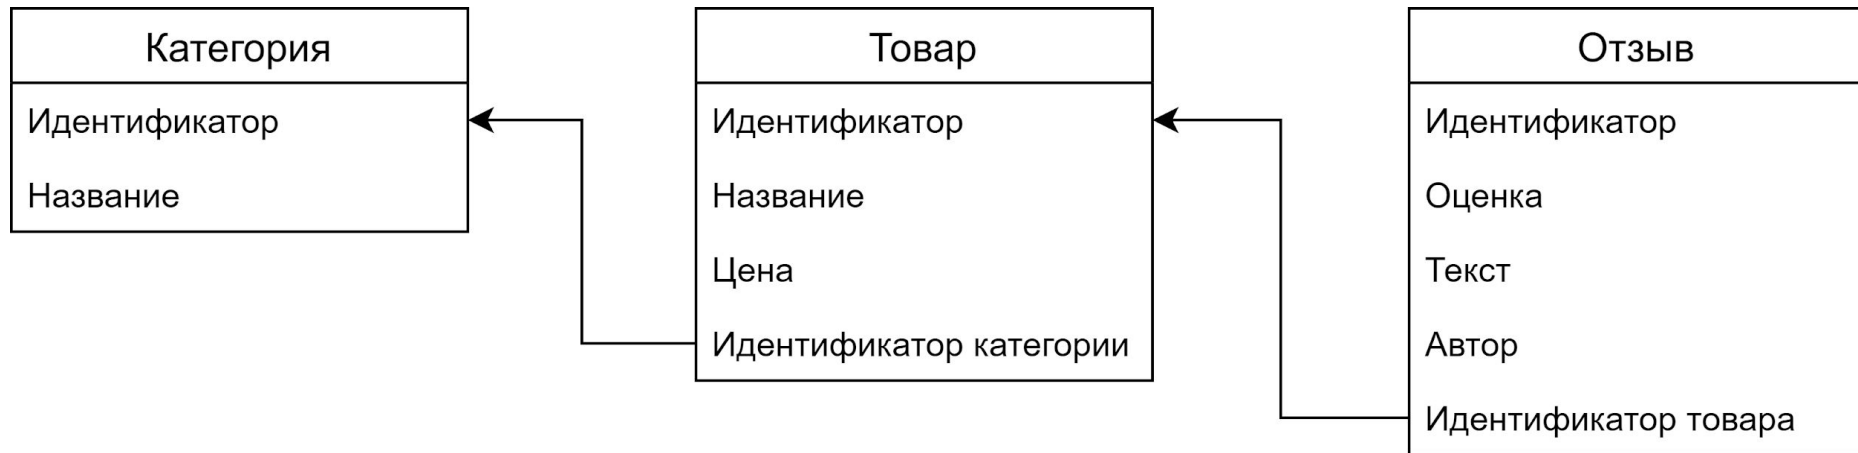 Категория
Идентификатор
Название
Товар
Идентификатор
Название
Цена
Идентификатор категории
Отзыв
Идентификатор
Оценка
Текст
Автор
Идентификатор товара